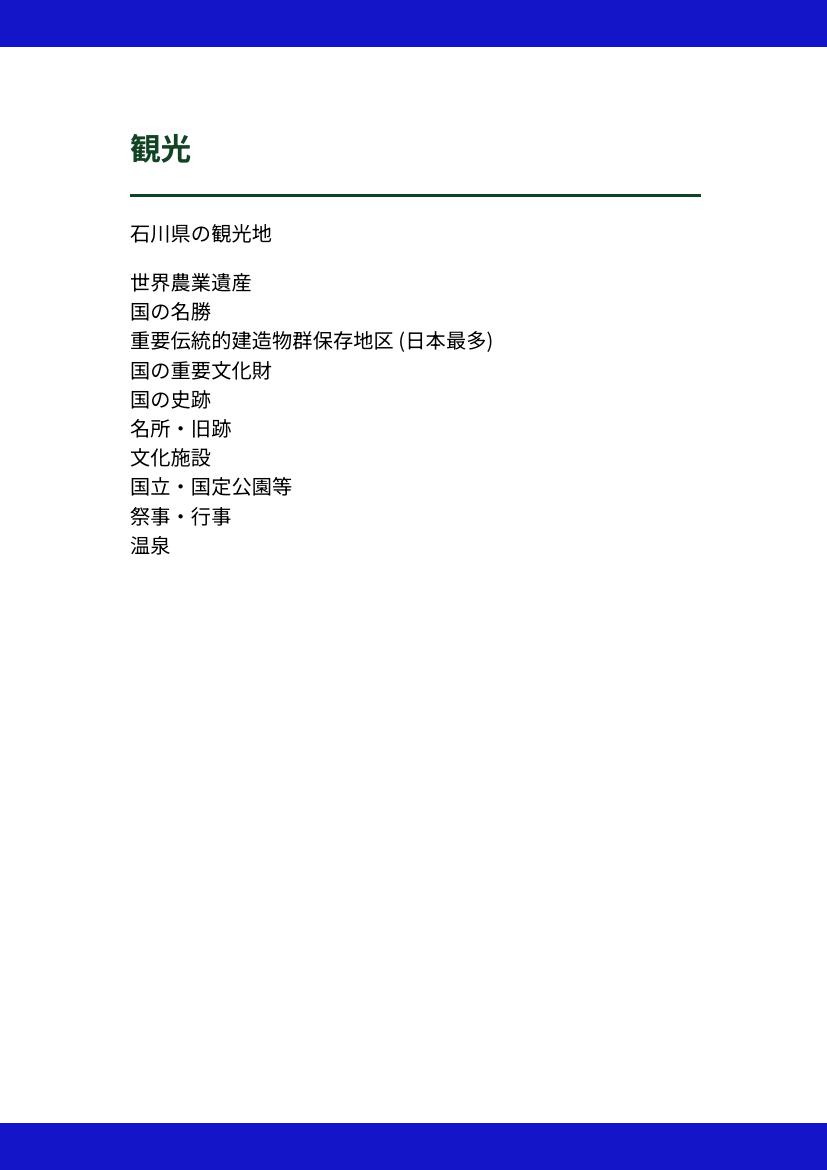 観光
石川県の観光地
世界農業遺産
国の名勝
重要伝統的建造物群保存地区 (日本最多)
国の重要文化財
国の史跡
名所・旧跡
文化施設
国立・国定公園等
祭事・行事
温泉